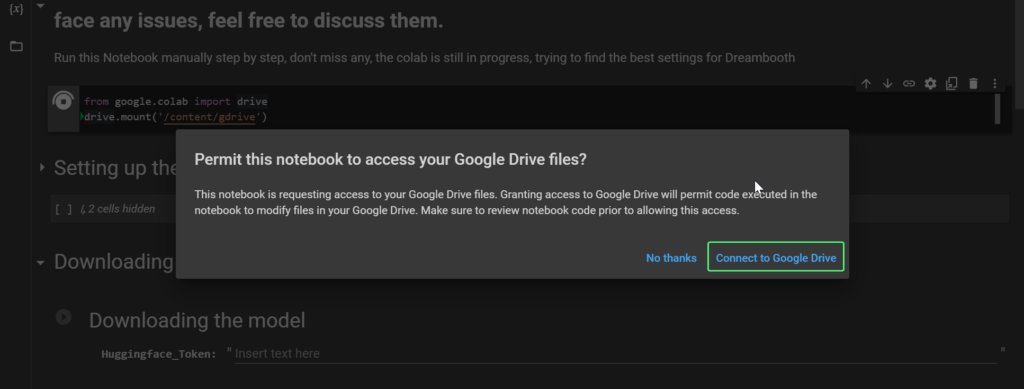 {x}
face any issues, feel free to discuss them.
Run this Notebook manually step by step, don't miss any, the colab is still in progress, trying to find the best settings for Dreambooth
from google.colab import drive
drive.mount('/content/gdrive')
Permit this notebook to access your Google Drive files?
Setting up the
This notebook is requesting access to your Google Drive files. Granting access to Google Drive will permit code executed in the
notebook to modify files in your Google Drive. Make sure to review notebook code prior to allowing this access.
[ ] 2 cells hidden
No thanks Connect to Google Drive
Downloading
Downloading the model
Huggingface_Token: "Insert text here"